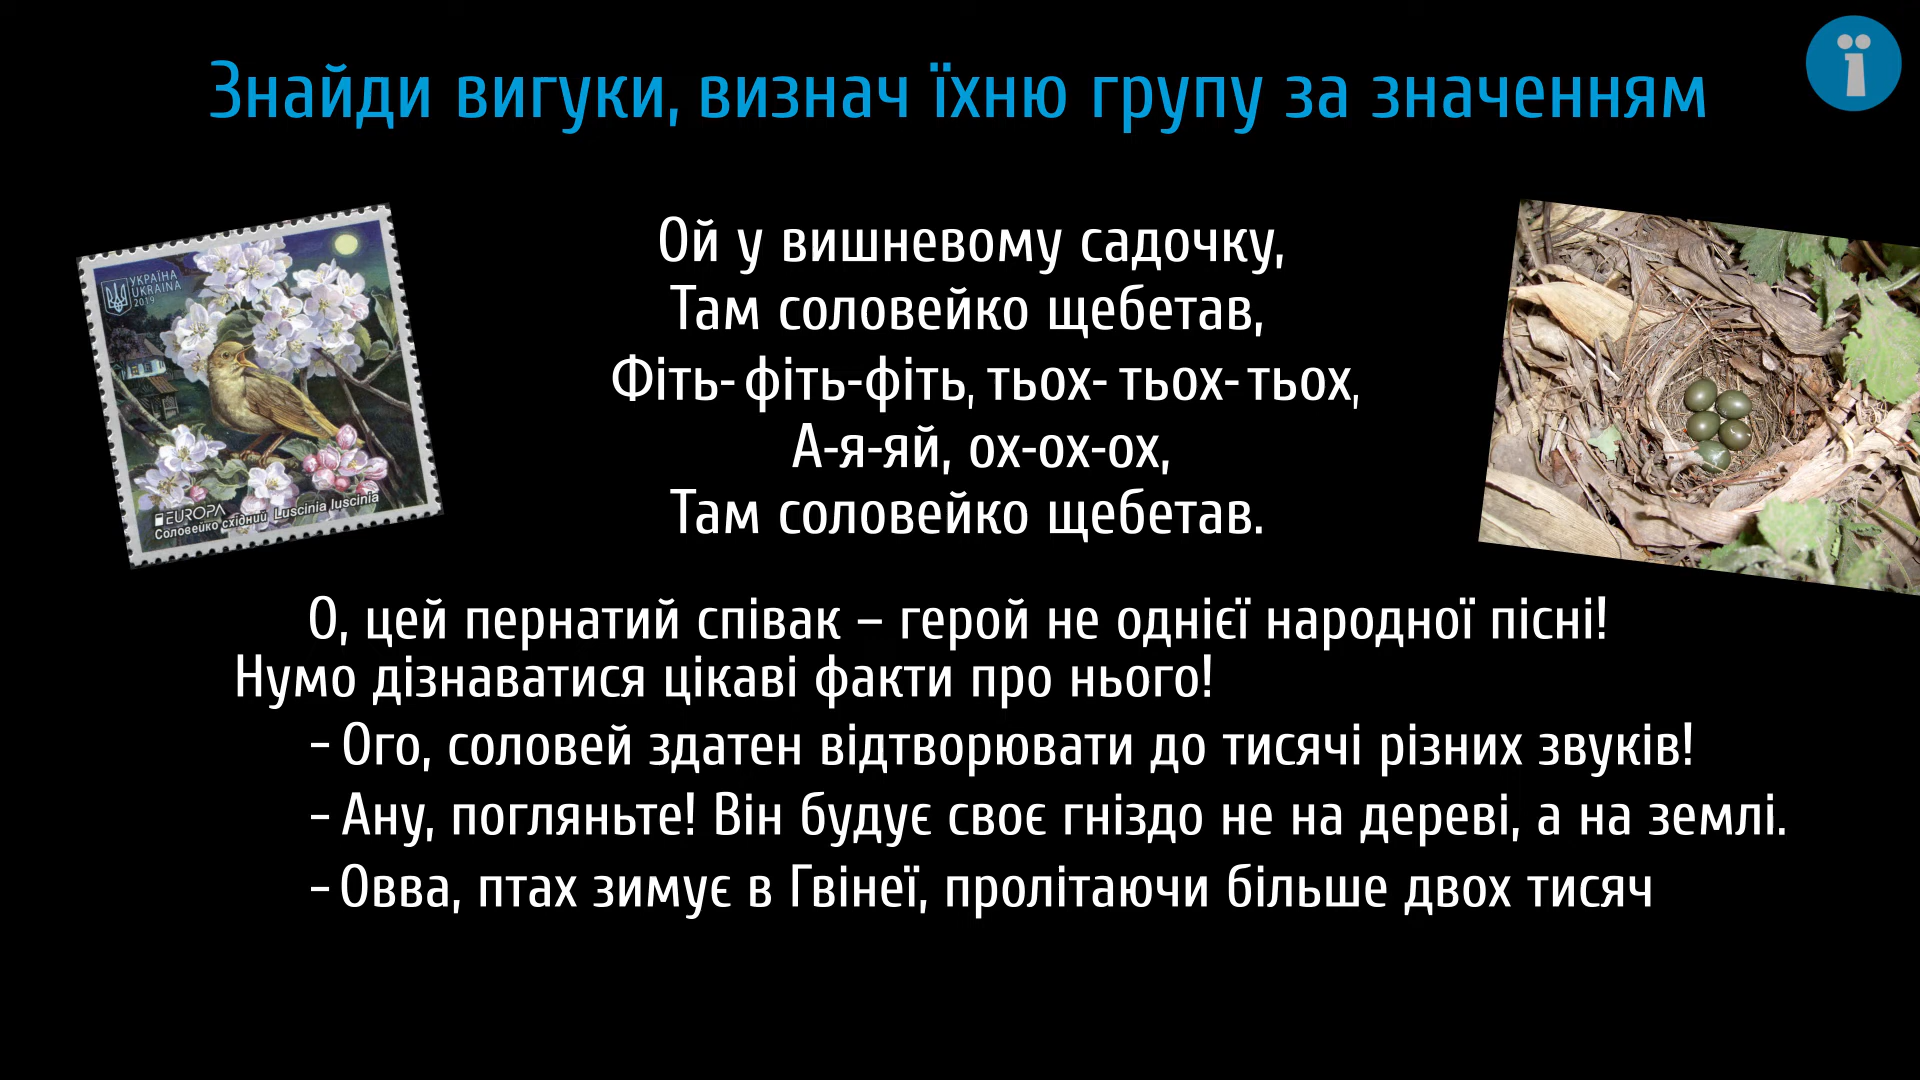 Знайди вигуки, визнач їхню групу за значенням
ї
УКРАЇНА
UKRAINA
2019
EUROPA
Соловейко східний Luscinia luscinia
Ой у вишневому садочку,
Там соловейко щебетав,
Фіть- фіть-фіть, тьох- тьох- тьох,
А-я-яй, ох-ох-ох,
Там соловейко щебетав.
О, цей пернатий співак – герой не однієї народної пісні!
Нумо дізнаватися цікаві факти про нього!
- Ого, соловей здатен відтворювати до тисячі різних звуків!
- Ану, погляньте! Він будує своє гніздо не на дереві, а на землі.
- Овва, птах зимує в Гвінеї, пролітаючи більше двох тисяч